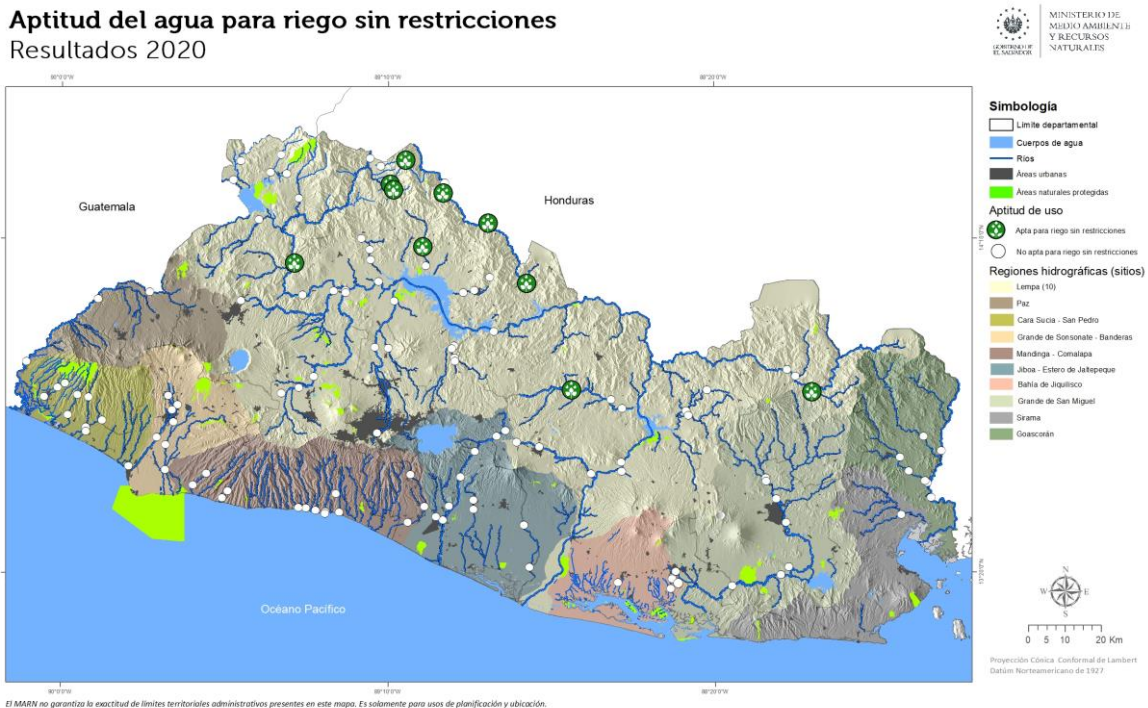 Aptitud del agua para riego sin restricciones
Resultados 2020
GOBIERNO DE
EL SALVADOR
MINISTERIO DE
MEDIO AMBIENTE
Y RECURSOS
NATURALES
Guatemala
Honduras
Océano Pacífico
Simbología
Límite departamental
Cuerpos de agua
Ríos
Áreas urbanas
Áreas naturales protegidas
Aptitud de uso
Apta para riego sin restricciones
No apta para riego sin restricciones
Regiones hidrográficas (sitios)
Lempa (10)
Paz
Cara Sucia - San Pedro
Grande de Sonsonate - Banderas
Mandinga - Comalapa
Jiboa - Estero de Jaltepeque
Bahía de Jiquilisco
Grande de San Miguel
Sirama
Goascorán
N
W E
S
0 5 10 20 Km
Proyección Cónica Conformal de Lambert
Datúm Norteamericano de 1927
El MARN no garantiza la exactitud de límites territoriales administrativos presentes en este mapa. Es solamente para usos de planificación y ubicación.